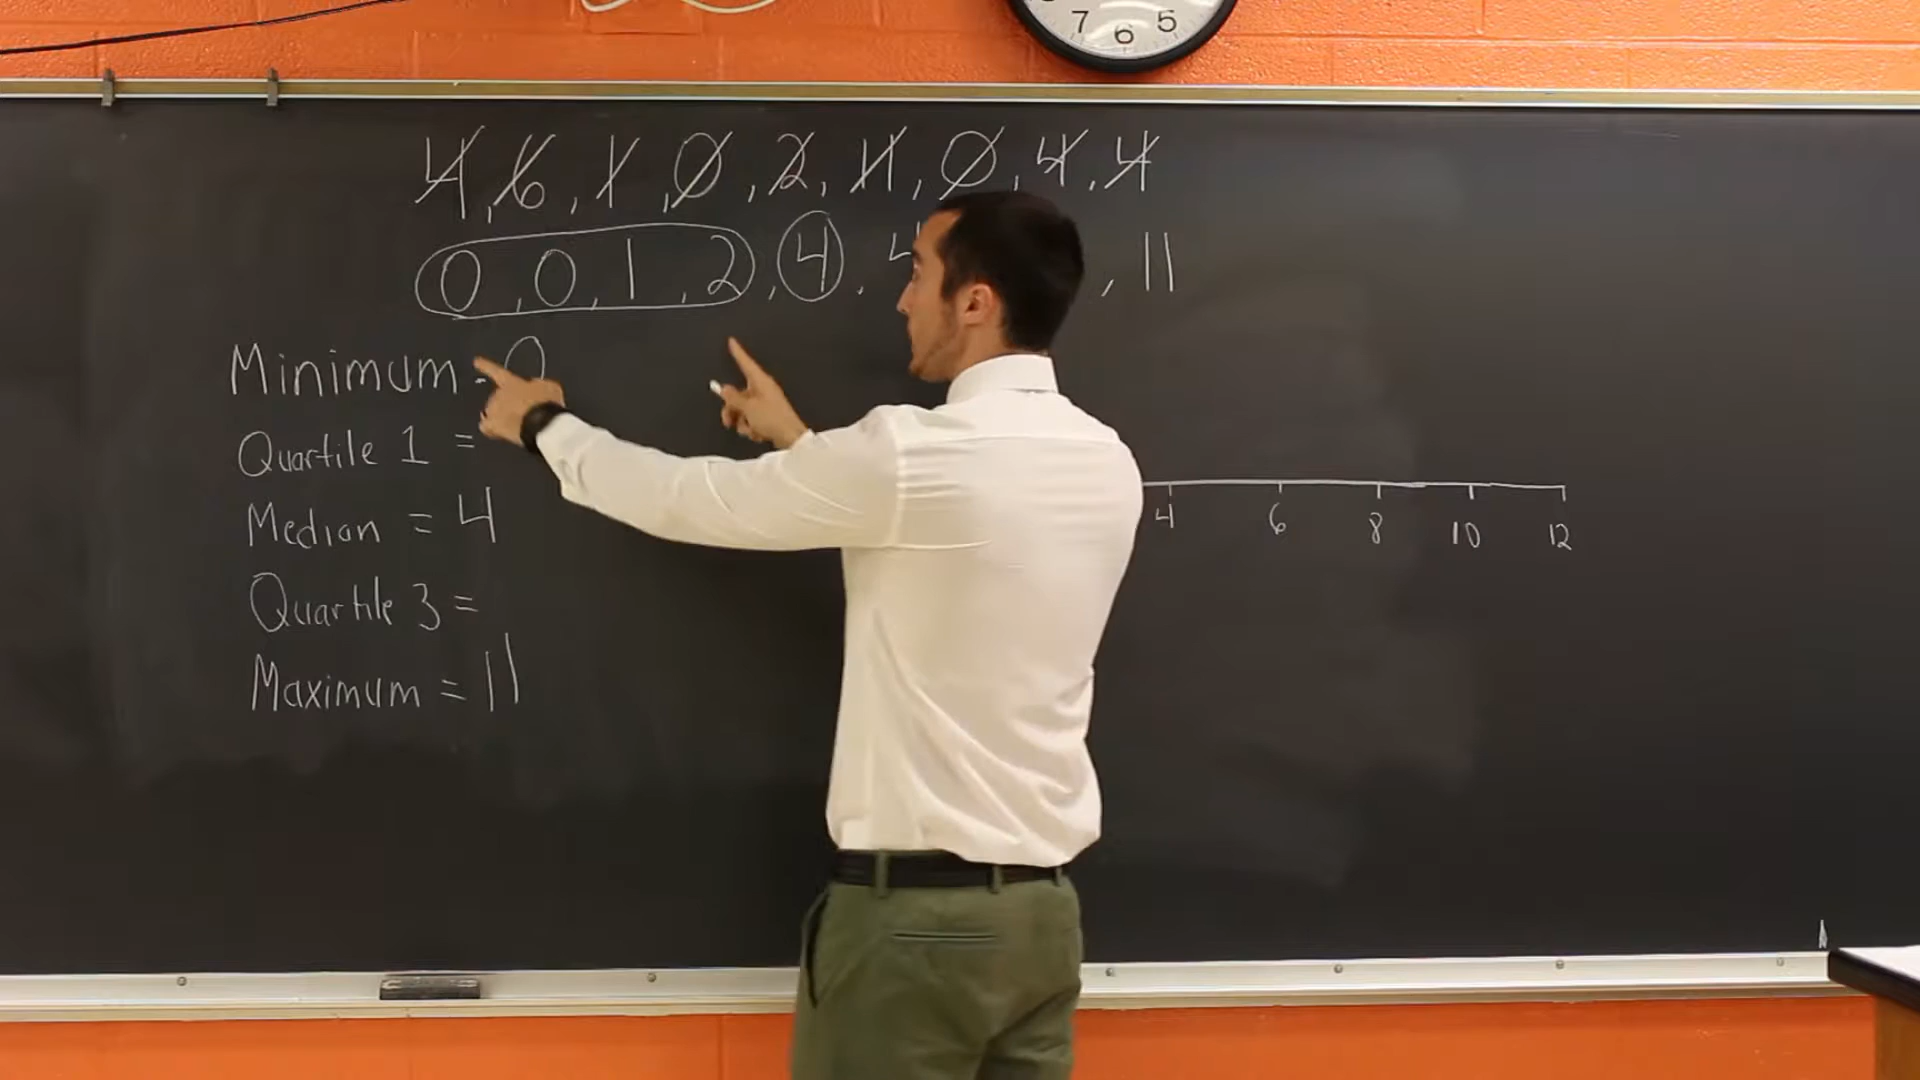 7 6 5
4, 6, 1, 0, 2, 11, 0, 4, 4
0, 0, 1, 2, 4, 4 , 11
Minimum = 0
Quartile 1 =
Median = 4
Quartile 3 =
Maximum = 11
4 6 8 10 12